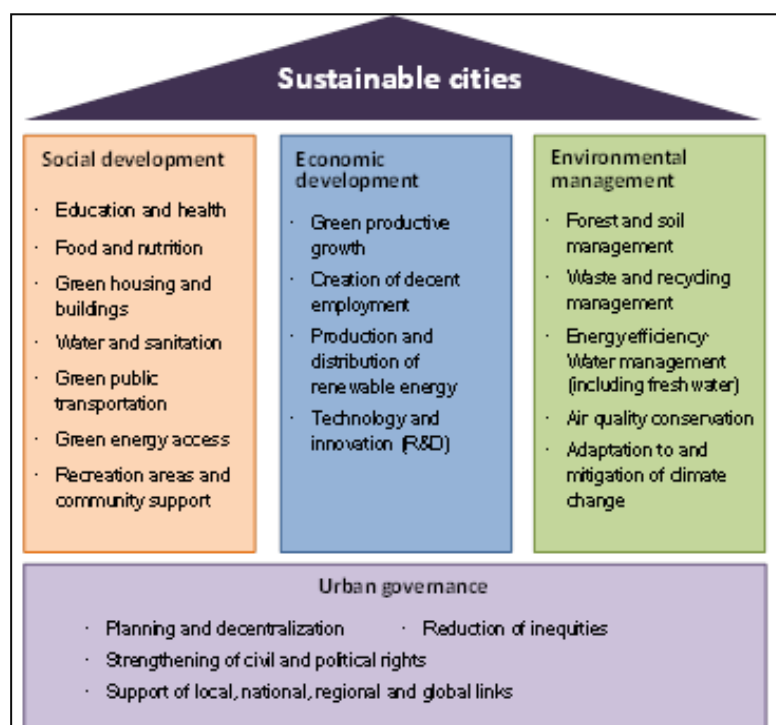 Sustainable cities
Social development
· Education and health
· Food and nutrition
· Green housing and
buildings
· Water and sanitation
· Green public
transportation
· Green energy access
· Recreation areas and
community support
Economic
development
· Green productive
growth
· Creation of decent
employment
· Production and
distribution of
renewable energy
· Technology and
innovation (R&D)
Environmental
management
· Forest and soil
management
· Waste and recycling
management
· Energy efficiency·
Water management
(including fresh water)
· Air quality conservation
· Adaptation to and
mitigation of climate
change
Urban governance
· Planning and decentralization · Reduction of inequities
· Strengthening of civil and political rights
· Support of local, national, regional and global links